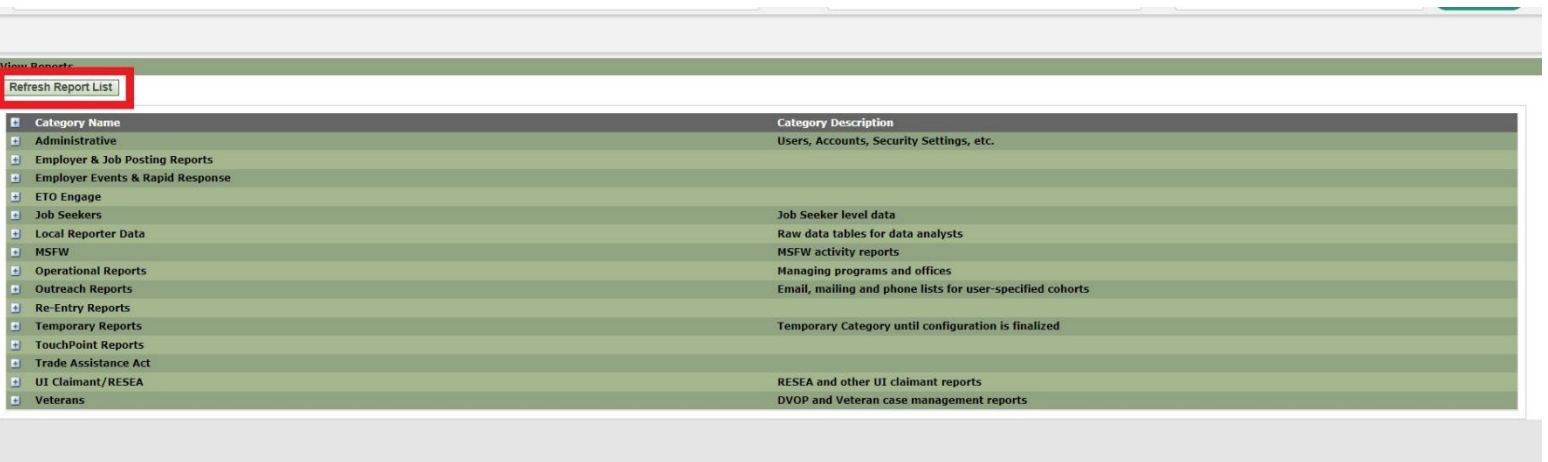 View Reports
Refresh Report List
Category Name Category Description
Administrative Users, Accounts, Security Settings, etc.
Employer & Job Posting Reports
Employer Events & Rapid Response
ETO Engage
Job Seekers Job Seeker level data
Local Reporter Data Raw data tables for data analysts
MSFW MSFW activity reports
Operational Reports Managing programs and offices
Outreach Reports Email, mailing and phone lists for user-specified cohorts
Re-Entry Reports
Temporary Reports Temporary Category until configuration is finalized
TouchPoint Reports
Trade Assistance Act
UI Claimant/RESEA RESEA and other UI claimant reports
Veterans DVOP and Veteran case management reports